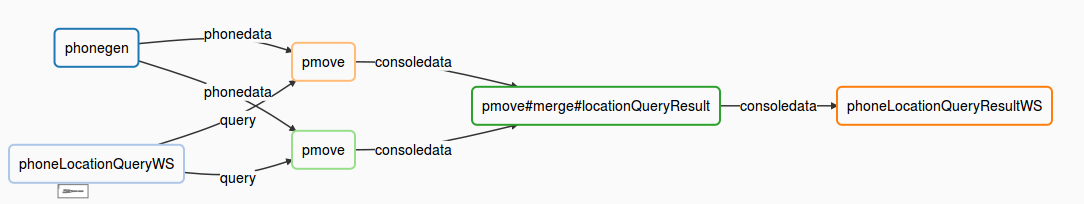 phonegen
phonedata
phonedata
phoneLocationQueryWS
query
query
pmove
pmove
consoledata
consoledata
pmove#merge#locationQueryResult
consoledata
phoneLocationQueryResultWS